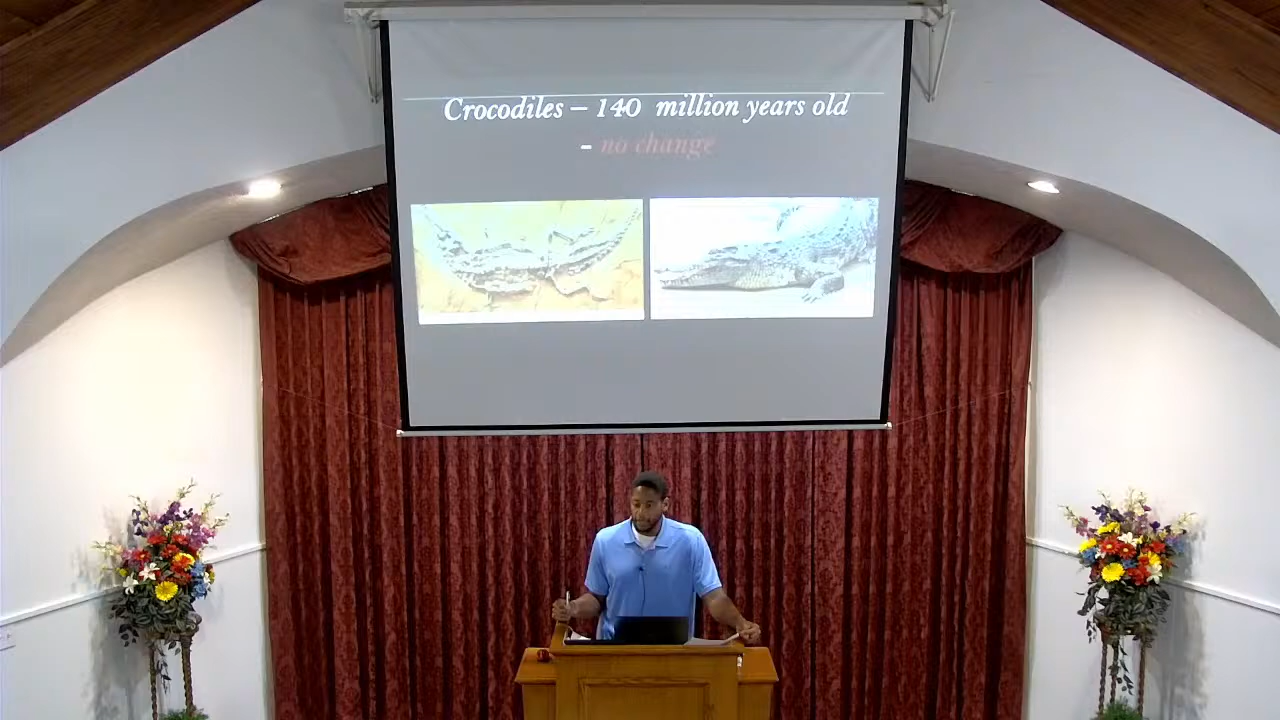 Crocodiles – 140 million years old
- no change